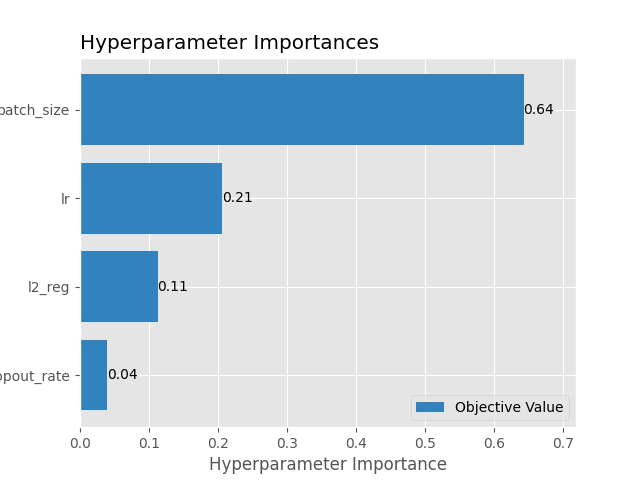 Hyperparameter Importances
batch_size
0.64
lr
0.21
l2_reg
0.11
opout_rate
0.04
Objective Value
0.0 0.1 0.2 0.3 0.4 0.5 0.6 0.7
Hyperparameter Importance